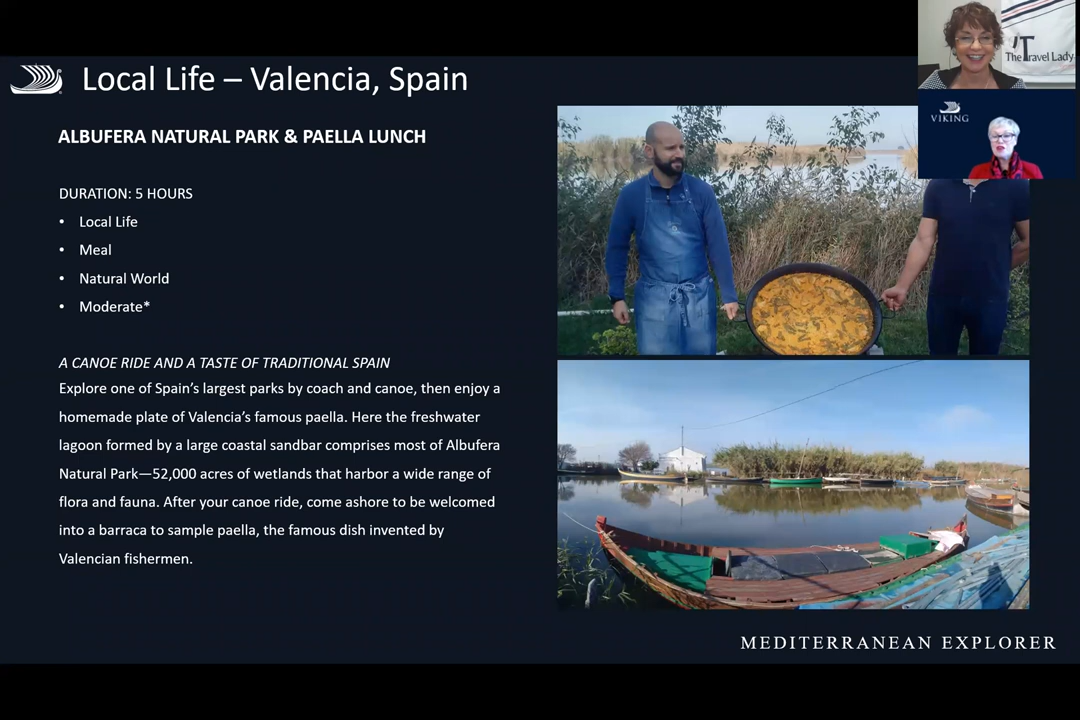 Local Life – Valencia, Spain
'T
The Travel Lady
VIKING
ALBUFERA NATURAL PARK & PAELLA LUNCH
DURATION: 5 HOURS
• Local Life
• Meal
• Natural World
• Moderate*
A CANOE RIDE AND A TASTE OF TRADITIONAL SPAIN
Explore one of Spain's largest parks by coach and canoe, then enjoy a
homemade plate of Valencia's famous paella. Here the freshwater
lagoon formed by a large coastal sandbar comprises most of Albufera
Natural Park—52,000 acres of wetlands that harbor a wide range of
flora and fauna. After your canoe ride, come ashore to be welcomed
into a barraca to sample paella, the famous dish invented by
Valencian fishermen.
MEDITERRANEAN EXPLORER